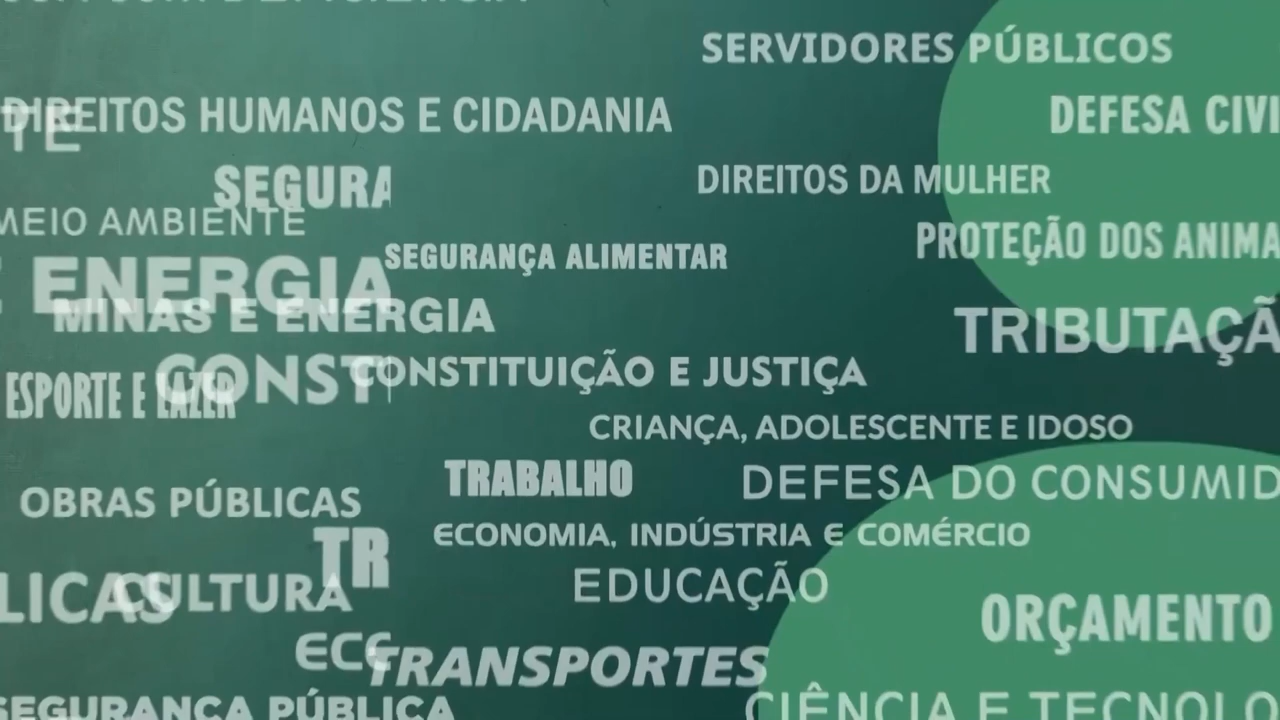 SERVIDORES PÚBLICOS
DIREITOS HUMANOS E CIDADANIA
DEFESA CIVI
TE
SEGURA
DIREITOS DA MULHER
MEIO AMBIENTE
PROTEÇÃO DOS ANIMA
SEGURANÇA ALIMENTAR
E ENERGIA
MINAS E ENERGIA
TRIBUTAÇÃ
CONST
CONSTITUIÇÃO E JUSTIÇA
ESPORTE E LAZER
CRIANÇA, ADOLESCENTE E IDOSO
TRABALHO
DEFESA DO CONSUMID
OBRAS PÚBLICAS
ECONOMIA, INDÚSTRIA E COMÉRCIO
TR
EDUCAÇÃO
LICAS
CULTURA
ORÇAMENTO
ECO
TRANSPORTES
SEGURANÇA PÚBLICA
CIÊNCIA E TECNOLO